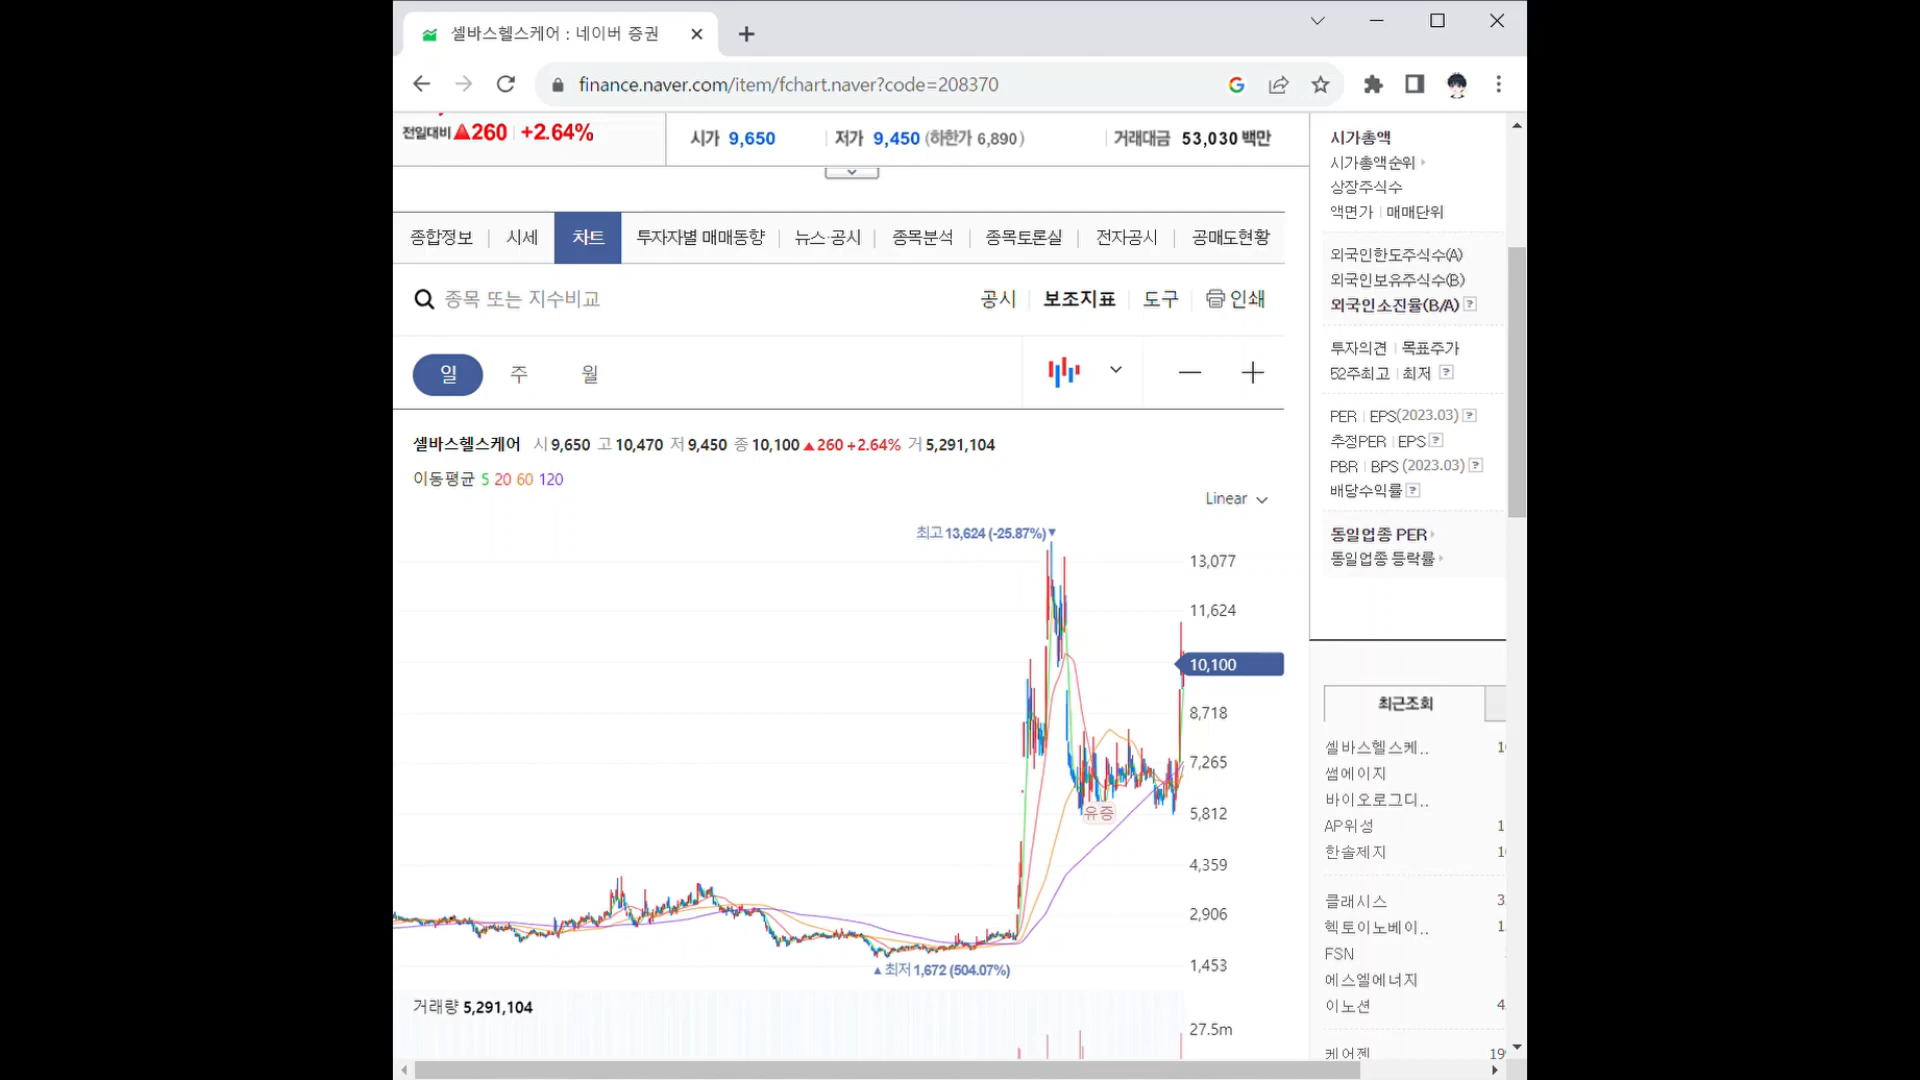 셀바스헬스케어 : 네이버 증권
finance.naver.com/item/fchart.naver?code=208370
전일대비 ▲260 +2.64%
시가 9,650 저가 9,450 (하한가 6,890) 거래대금 53,030 백만
종합정보 시세 차트 투자자별 매매동향 뉴스·공시 종목분석 종목토론실 전자공시 공매도현황
종목 또는 지수비교 공시 보조지표 도구 인쇄
일 주 월
셀바스헬스케어 시 9,650 고 10,470 저 9,450 종 10,100 ▲260 +2.64% 거 5,291,104
이동평균 5 20 60 120
Linear
최고 13,624 (-25.87%)▼
13,077
11,624
10,100
8,718
7,265
유증
5,812
4,359
2,906
▲최저 1,672 (504.07%)
1,453
거래량 5,291,104
27.5m
시가총액
시가총액순위
상장주식수
액면가 매매단위
외국인한도주식수(A)
외국인보유주식수(B)
외국인소진율(B/A) ?
투자의견 목표주가
52주최고 최저 ?
PER EPS(2023.03) ?
추정PER EPS ?
PBR BPS (2023.03) ?
배당수익률 ?
동일업종 PER
동일업종 등락률
최근조회
셀바스헬스케..
썸에이지
바이오로그디..
AP위성 1
한솔제지
클래시스 3
헥토이노베이.. 1
FSN
에스엘에너지
이노션 4
케어젠 19